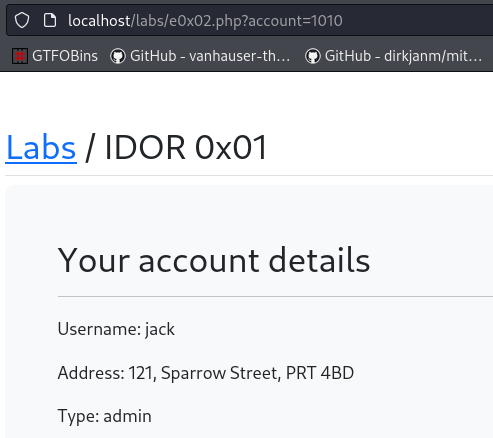 localhost/labs/e0x02.php?account=1010
GTFOBins GitHub - vanhauser-th… GitHub - dirkjanm/mit…
Labs / IDOR 0x01
Your account details
Username: jack
Address: 121, Sparrow Street, PRT 4BD
Type: admin